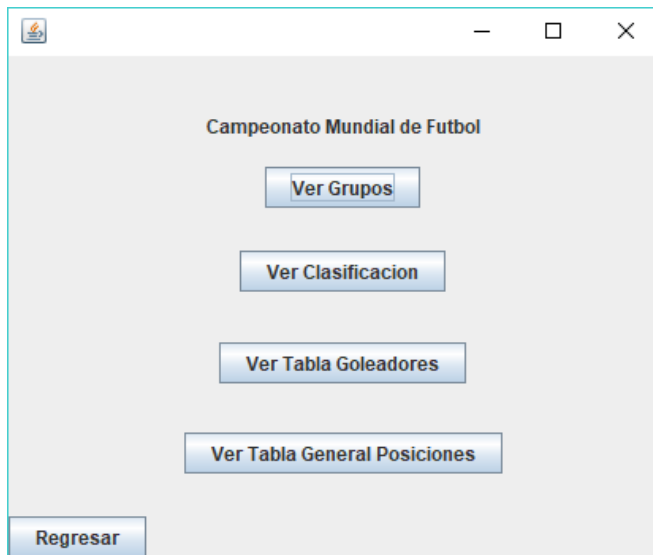 Campeonato Mundial de Futbol
Ver Grupos
Ver Clasificacion
Ver Tabla Goleadores
Ver Tabla General Posiciones
Regresar